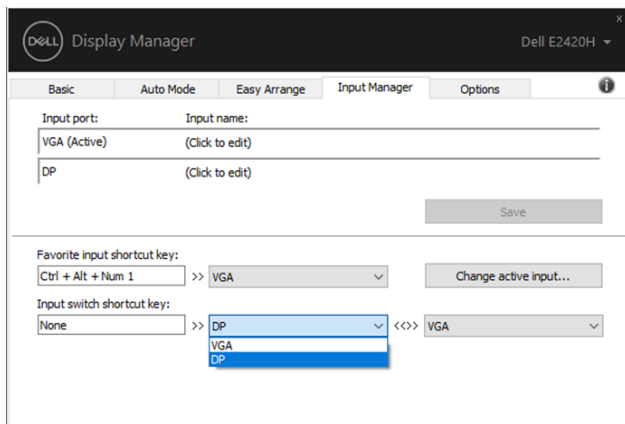 DELL Display Manager Dell E2420H
x
Basic Auto Mode Easy Arrange Input Manager Options i
Input port: Input name:
VGA (Active) (Click to edit)
DP (Click to edit)
Save
Favorite input shortcut key:
Ctrl + Alt + Num 1 >> VGA Change active input...
Input switch shortcut key:
None >> DP <<>> VGA
VGA
DP